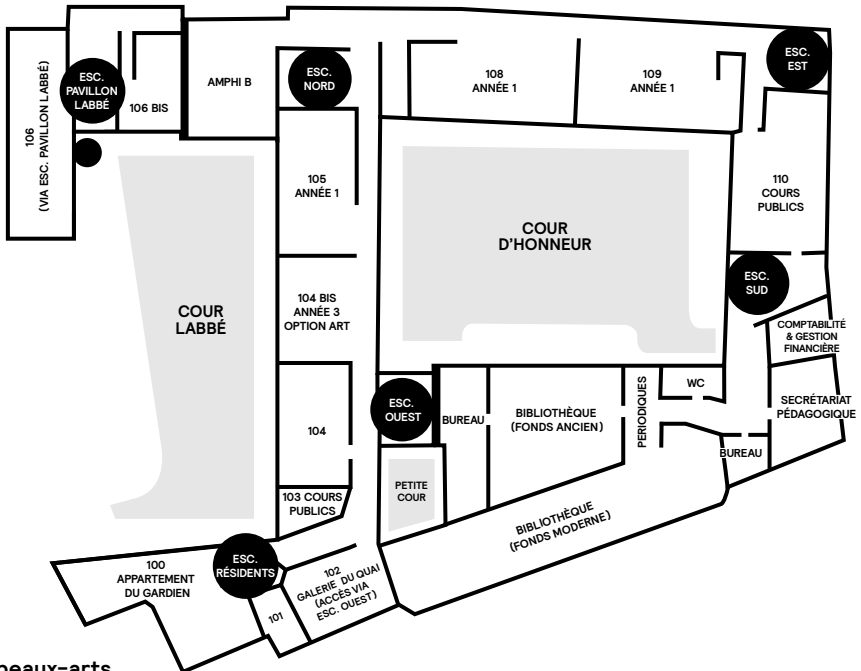 106
(VIA ESC. PAVILLON LABBÉ)
ESC.
PAVILLON
LABBÉ
106 BIS
AMPHI B
ESC.
NORD
108
ANNÉE 1
109
ANNÉE 1
ESC.
EST
105
ANNÉE 1
110
COURS
PUBLICS
COUR
D'HONNEUR
ESC.
SUD
COUR
LABBÉ
104 BIS
ANNÉE 3
OPTION ART
COMPTABILITÉ
& GESTION
FINANCIÈRE
ESC.
OUEST
BUREAU
BIBLIOTHÈQUE
(FONDS ANCIEN)
PERIODIQUES
WC
SECRÉTARIAT
PÉDAGOGIQUE
104
BUREAU
PETITE
COUR
103 COURS
PUBLICS
BIBLIOTHÈQUE
(FONDS MODERNE)
100
APPARTEMENT
DU GARDIEN
ESC.
RÉSIDENTS
102
GALERIE DU QUAI
(ACCÈS VIA
ESC. OUEST)
101
beaux-arts